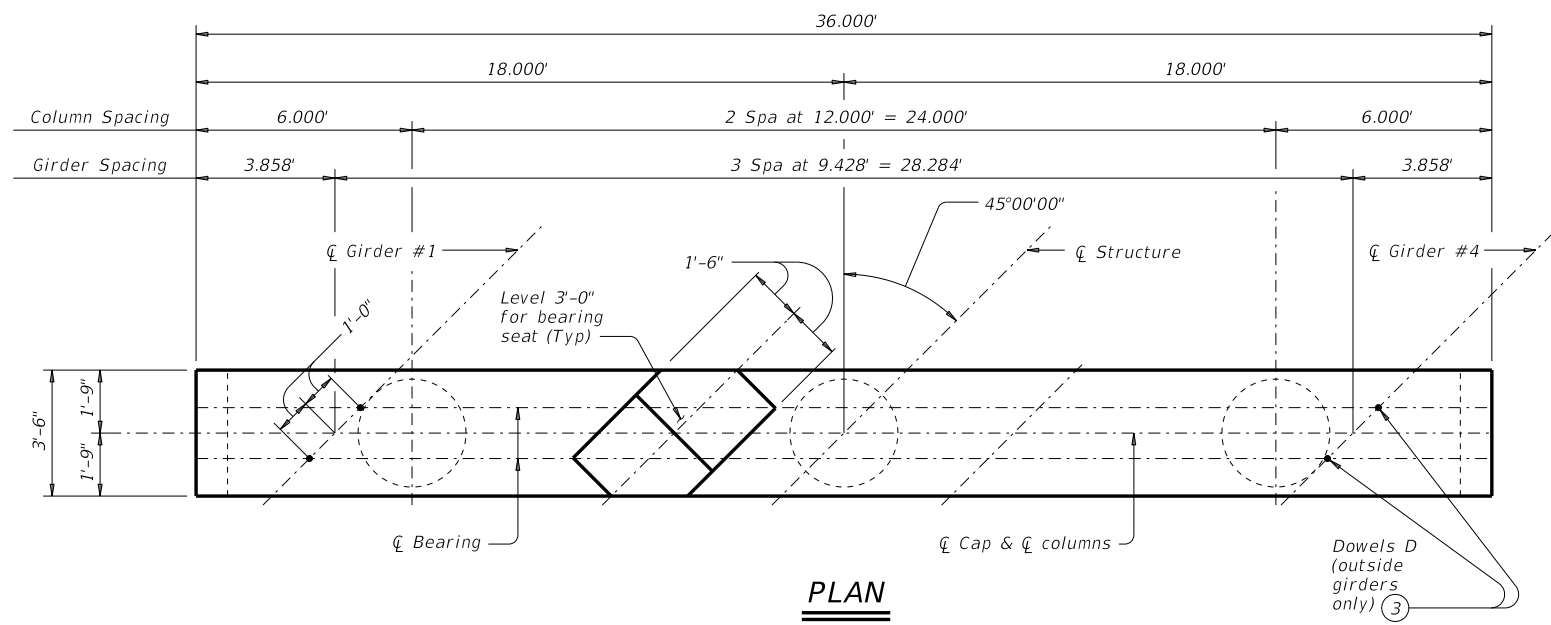 36.000'
18.000'
18.000'
Column Spacing
6.000'
2 Spa at 12.000' = 24.000'
6.000'
Girder Spacing
3.858'
3 Spa at 9.428' = 28.284'
3.858'
45°00'00"
℄ Girder #1
1'-6"
℄ Structure
℄ Girder #4
Level 3'-0"
for bearing
seat (Typ)
1'-0"
3'-6"
1'-9"
1'-9"
℄ Bearing
℄ Cap & ℄ columns
Dowels D
(outside
girders
only) 3
PLAN